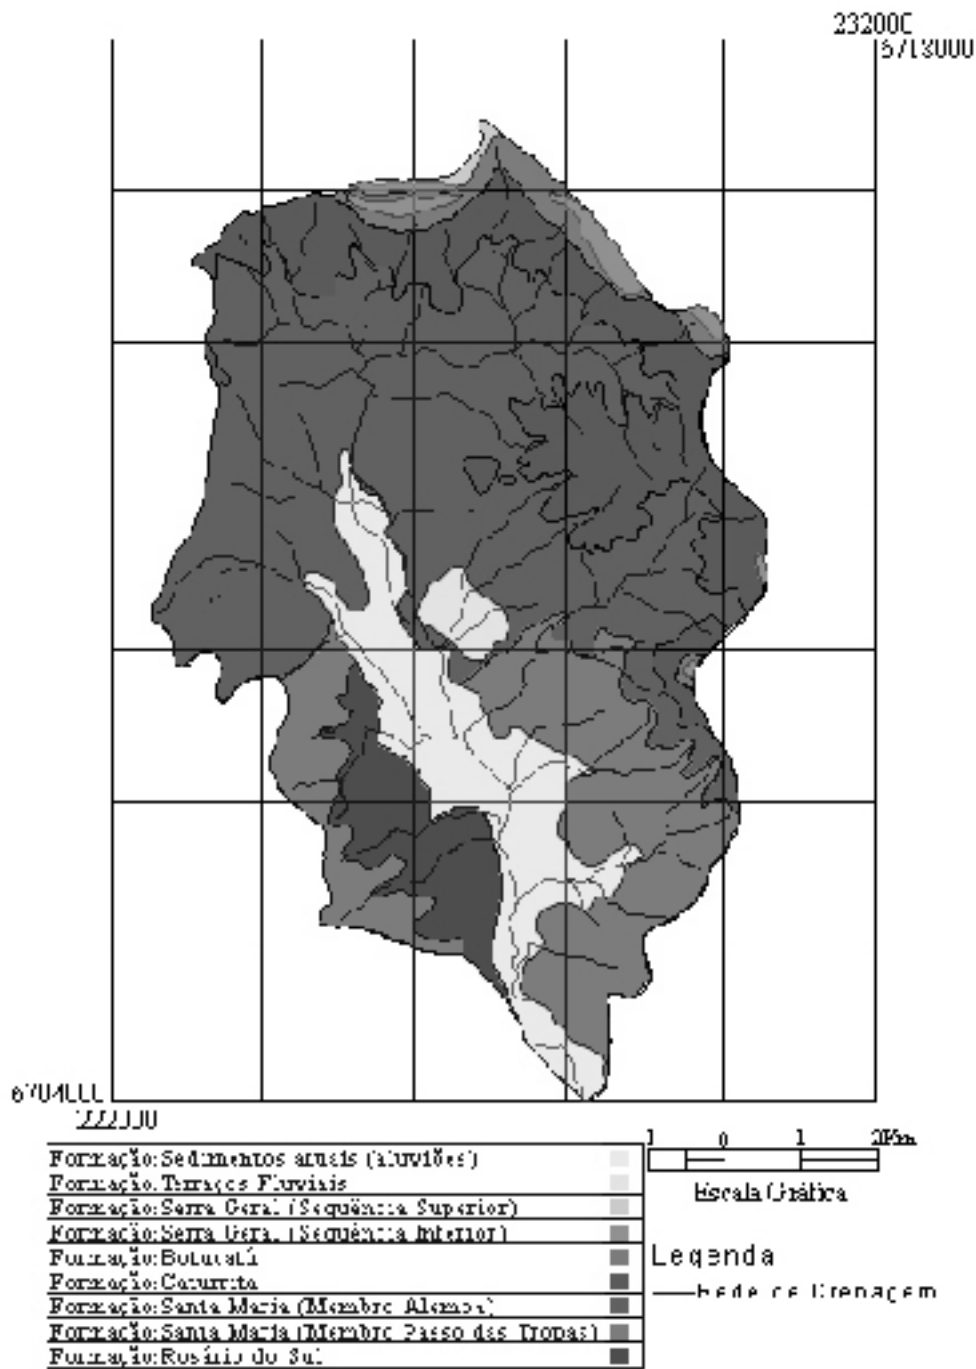 232000
6713000
6704000
222000
1 0 1 2Km
Escala Gráfica
Formação: Sedimentos atuais (aluviões)
Formação: Terraços Fluviais
Formação: Serra Geral (Sequência Superior)
Formação: Serra Geral (Sequência Inferior)
Formação: Botucatú
Formação: Caturrita
Formação: Santa Maria (Membro Alemoa)
Formação: Santa Maria (Membro Passo das Tropas)
Formação: Rosário do Sul
Legenda
Rede de Drenagem